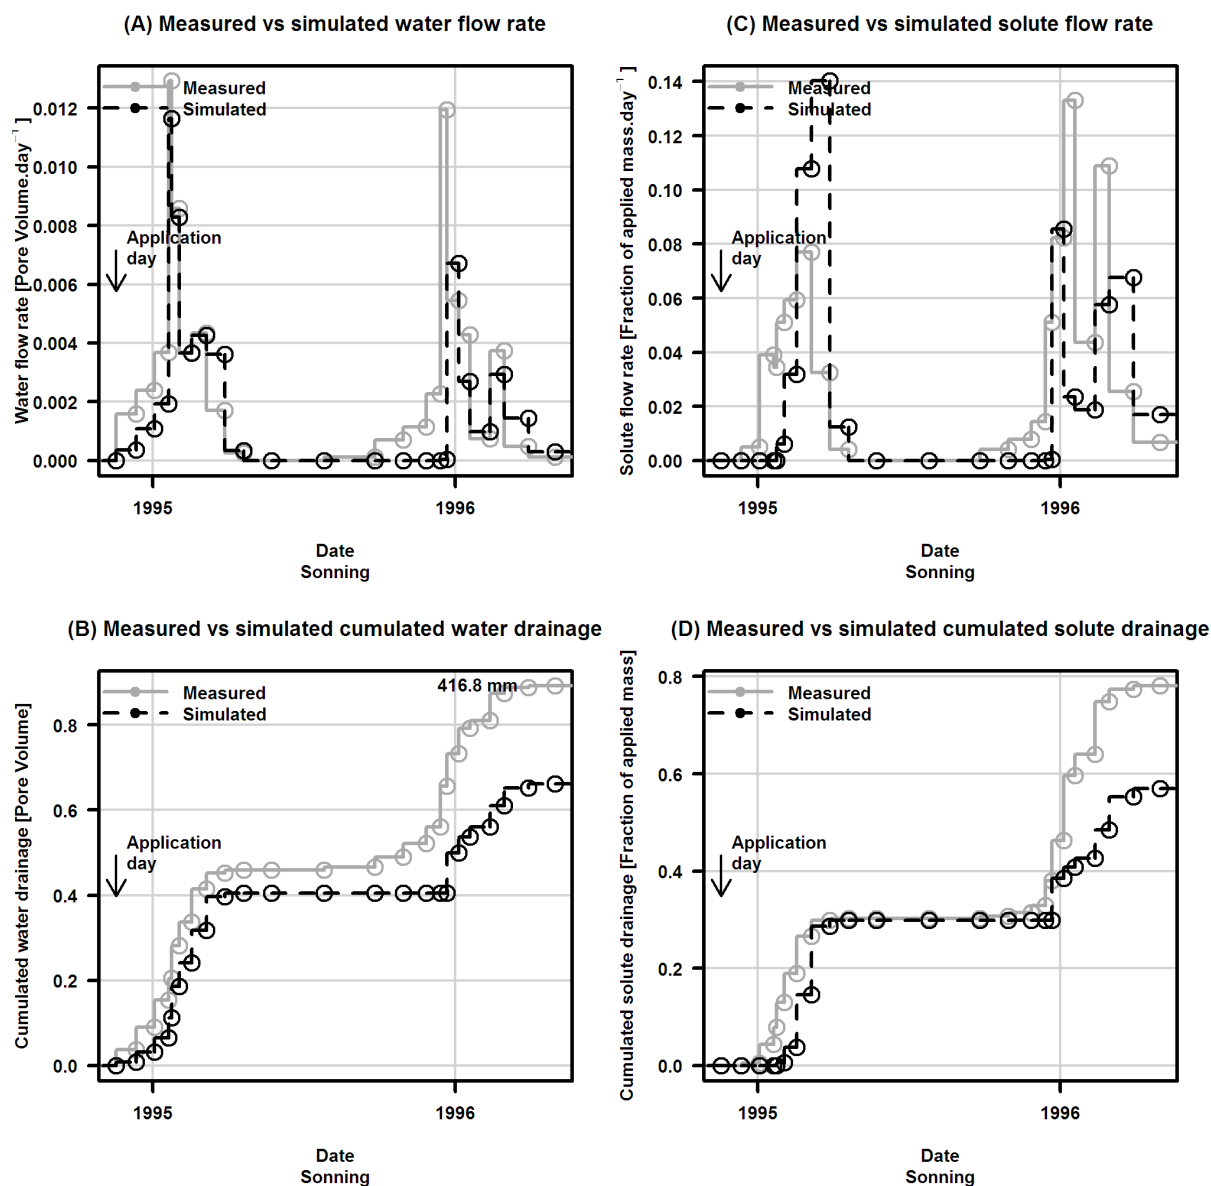 (A) Measured vs simulated water flow rate
Water flow rate [Pore Volume.day⁻¹ ]
0.012
0.010
0.008
0.006
0.004
0.002
0.000
Measured
Simulated
Application
day
1995
1996
Date
Sonning
(C) Measured vs simulated solute flow rate
Solute flow rate [Fraction of applied mass.day⁻¹ ]
0.14
0.12
0.10
0.08
0.06
0.04
0.02
0.00
Measured
Simulated
Application
day
1995
1996
Date
Sonning
(B) Measured vs simulated cumulated water drainage
Cumulated water drainage [Pore Volume]
0.8
0.6
0.4
0.2
0.0
Measured
Simulated
416.8 mm
Application
day
1995
1996
Date
Sonning
(D) Measured vs simulated cumulated solute drainage
Cumulated solute drainage [Fraction of applied mass]
0.8
0.6
0.4
0.2
0.0
Measured
Simulated
Application
day
1995
1996
Date
Sonning